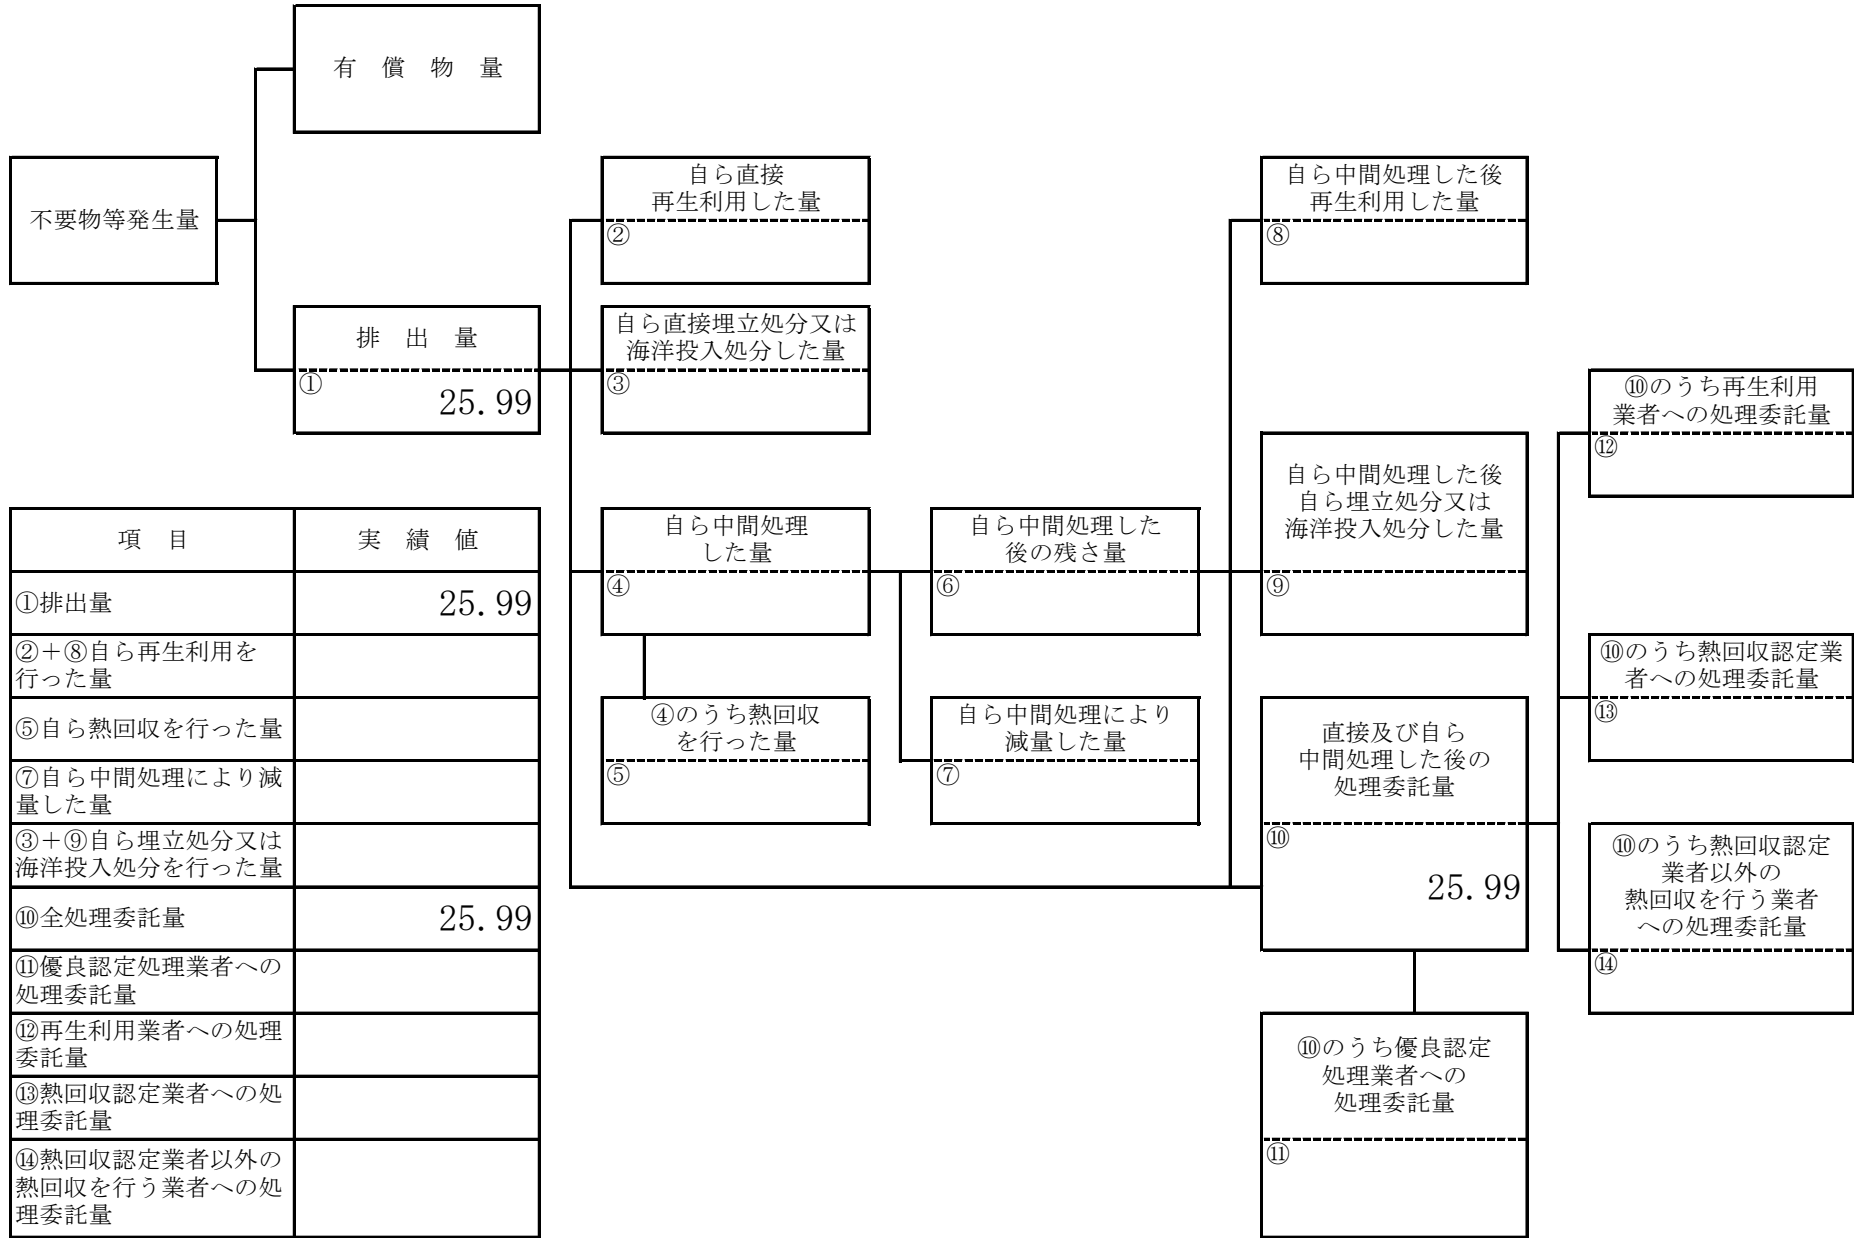 有　償　物　量
不要物等発生量
排　出　量
①
25.99
自ら直接
再生利用した量
②
自ら直接埋立処分又は
海洋投入処分した量
③
自ら中間処理
した量
④
④のうち熱回収
を行った量
⑤
自ら中間処理した
後の残さ量
⑥
自ら中間処理により
減量した量
⑦
自ら中間処理した後
再生利用した量
⑧
自ら中間処理した後
自ら埋立処分又は
海洋投入処分した量
⑨
直接及び自ら
中間処理した後の
処理委託量
⑩
25.99
⑩のうち優良認定
処理業者への
処理委託量
⑪
⑩のうち再生利用
業者への処理委託量
⑫
⑩のうち熱回収認定業
者への処理委託量
⑬
⑩のうち熱回収認定
業者以外の
熱回収を行う業者
への処理委託量
⑭
項　目　実　績　値
①排出量　25.99
②＋⑧自ら再生利用を
行った量
⑤自ら熱回収を行った量
⑦自ら中間処理により減
量した量
③＋⑨自ら埋立処分又は
海洋投入処分を行った量
⑩全処理委託量　25.99
⑪優良認定処理業者への
処理委託量
⑫再生利用業者への処理
委託量
⑬熱回収認定業者への処
理委託量
⑭熱回収認定業者以外の
熱回収を行う業者への処
理委託量